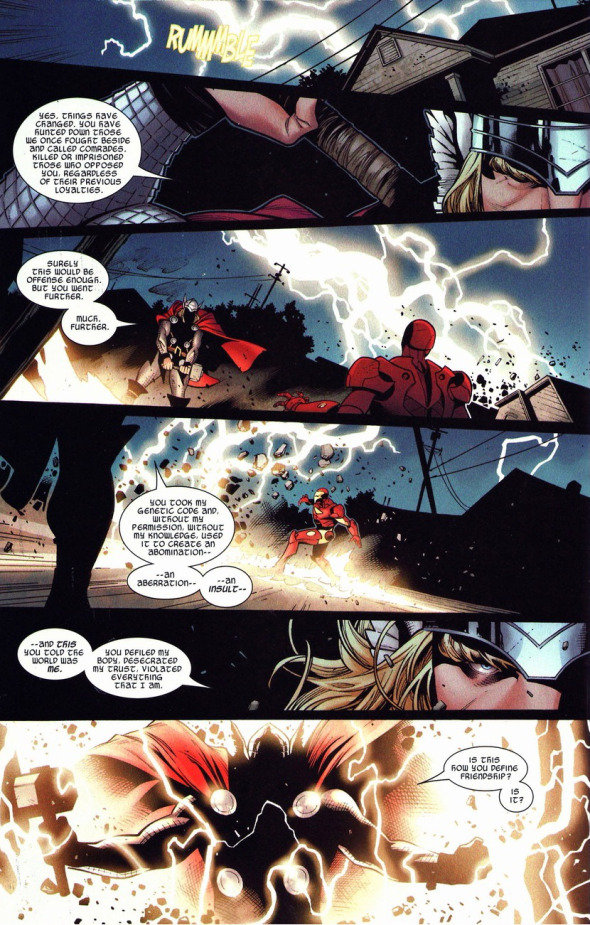 RUMMMBLE
YES, THINGS HAVE
CHANGED. YOU HAVE
HUNTED DOWN THOSE
WE ONCE FOUGHT BESIDE
AND CALLED COMRADES,
KILLED OR IMPRISONED
THOSE WHO OPPOSED
YOU, REGARDLESS
OF THEIR PREVIOUS
LOYALTIES.
SURELY
THIS WOULD BE
OFFENSE ENOUGH.
BUT YOU WENT
FURTHER.
MUCH,
FURTHER.
YOU TOOK MY
GENETIC CODE AND,
WITHOUT MY
PERMISSION, WITHOUT
MY KNOWLEDGE, USED
IT TO CREATE AN
ABOMINATION--
--AN
ABERRATION--
--AN
INSULT--
--AND THIS
YOU TOLD THE
WORLD WAS
ME.
YOU DEFILED MY
BODY, DESECRATED
MY TRUST, VIOLATED
EVERYTHING
THAT I AM.
IS THIS
HOW YOU DEFINE
FRIENDSHIP?
IS
IT?